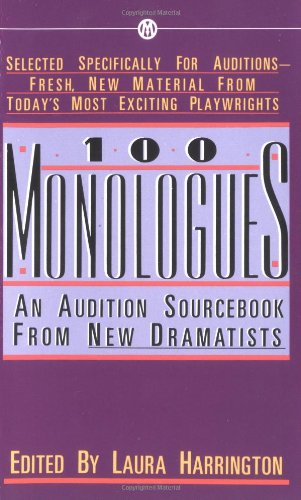 M
SELECTED SPECIFICALLY FOR AUDITIONS—
FRESH, NEW MATERIAL FROM
TODAY'S MOST EXCITING PLAYWRIGHTS
100
MONOLOGUES
AN AUDITION SOURCEBOOK
FROM NEW DRAMATISTS
EDITED BY LAURA HARRINGTON